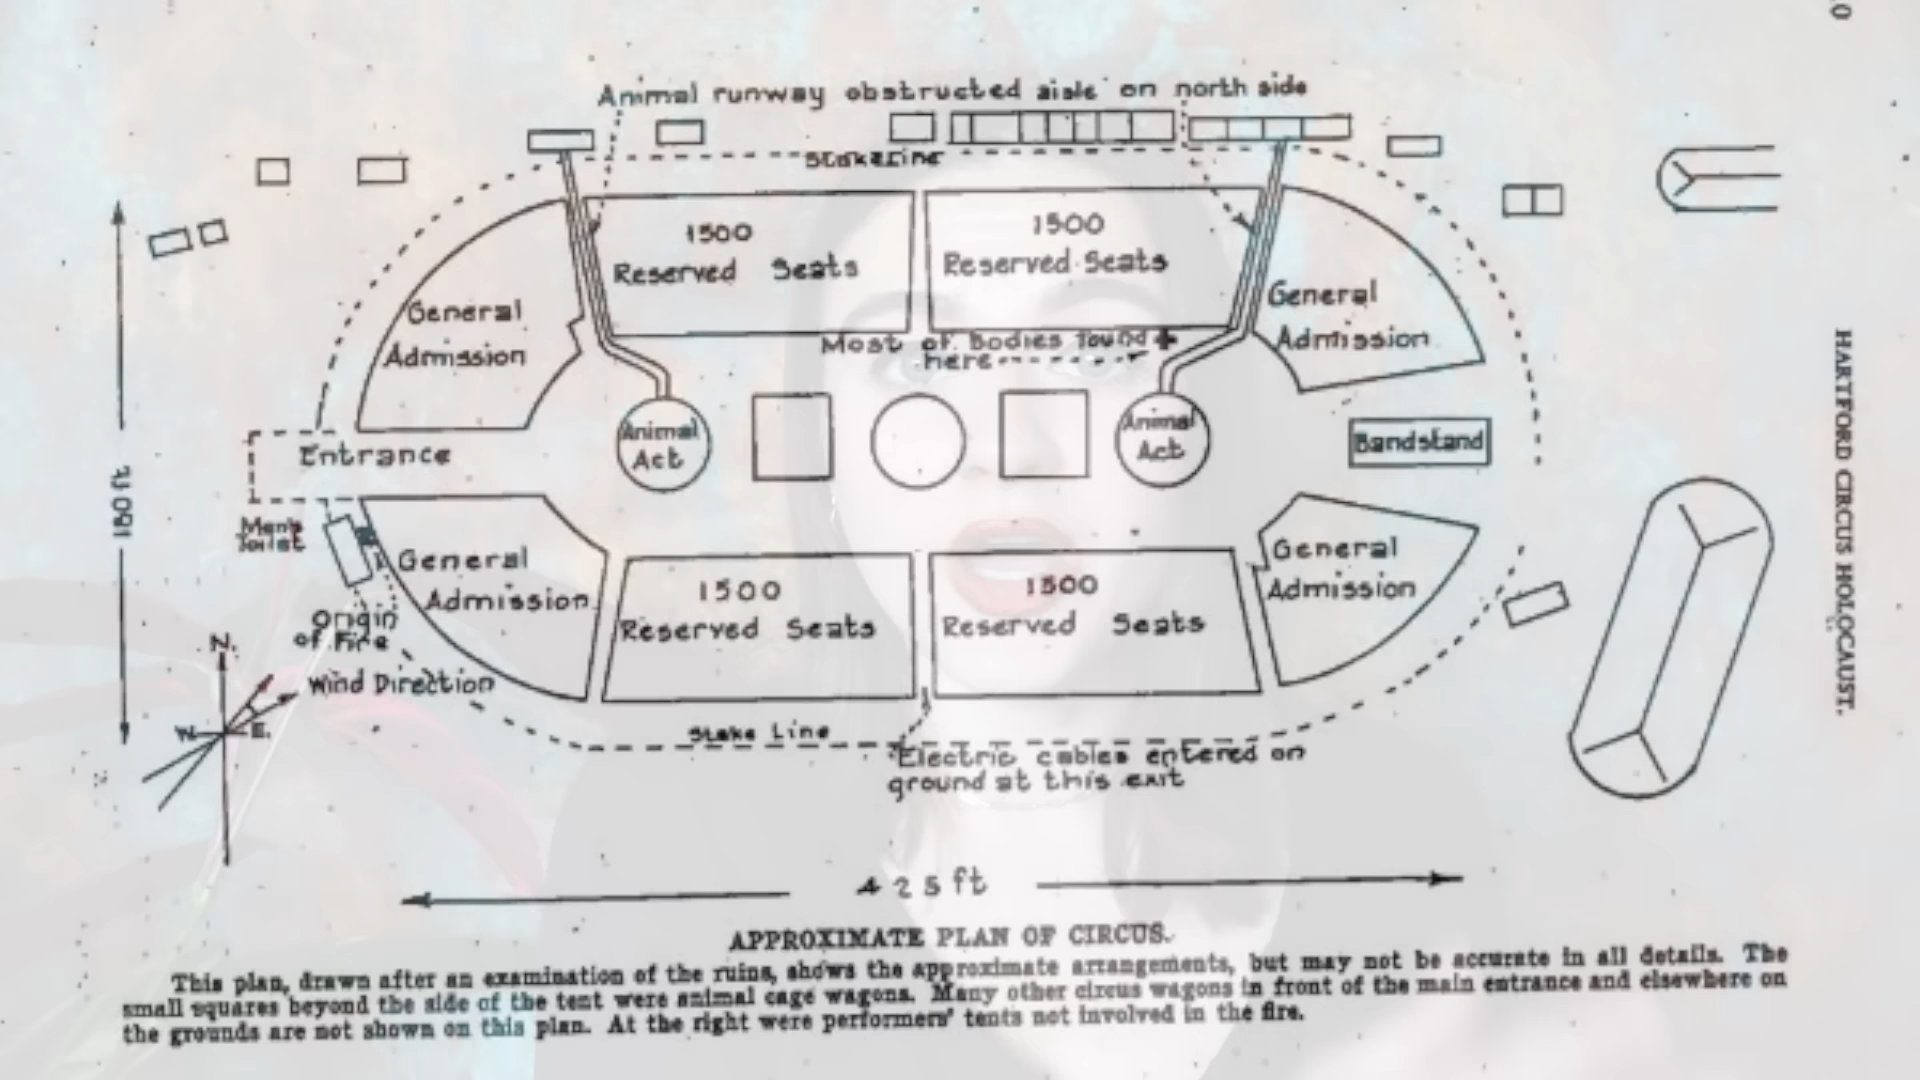 0
Animal runway obstructed aisle on north side
Stake Line
1500
Reserved Seats
1500
Reserved Seats
General
Admission
General
Admission
Most of Bodies found
here
HARTFORD CIRCUS HOLOCAUST.
Entrance
Animal
Act
Animal
Act
Bandstand
180 ft
Men's
Toilet
General
Admission
1500
Reserved Seats
1500
Reserved Seats
General
Admission
Origin
of Fire
N.
Wind Direction
W.
E.
Stake Line
Electric cables entered on
ground at this exit
425 ft
APPROXIMATE PLAN OF CIRCUS.
This plan, drawn after an examination of the ruins, shows the approximate arrangements, but may not be accurate in all details. The
small squares beyond the side of the tent were animal cage wagons. Many other circus wagons in front of the main entrance and elsewhere on
the grounds are not shown on this plan. At the right were performers' tents not involved in the fire.